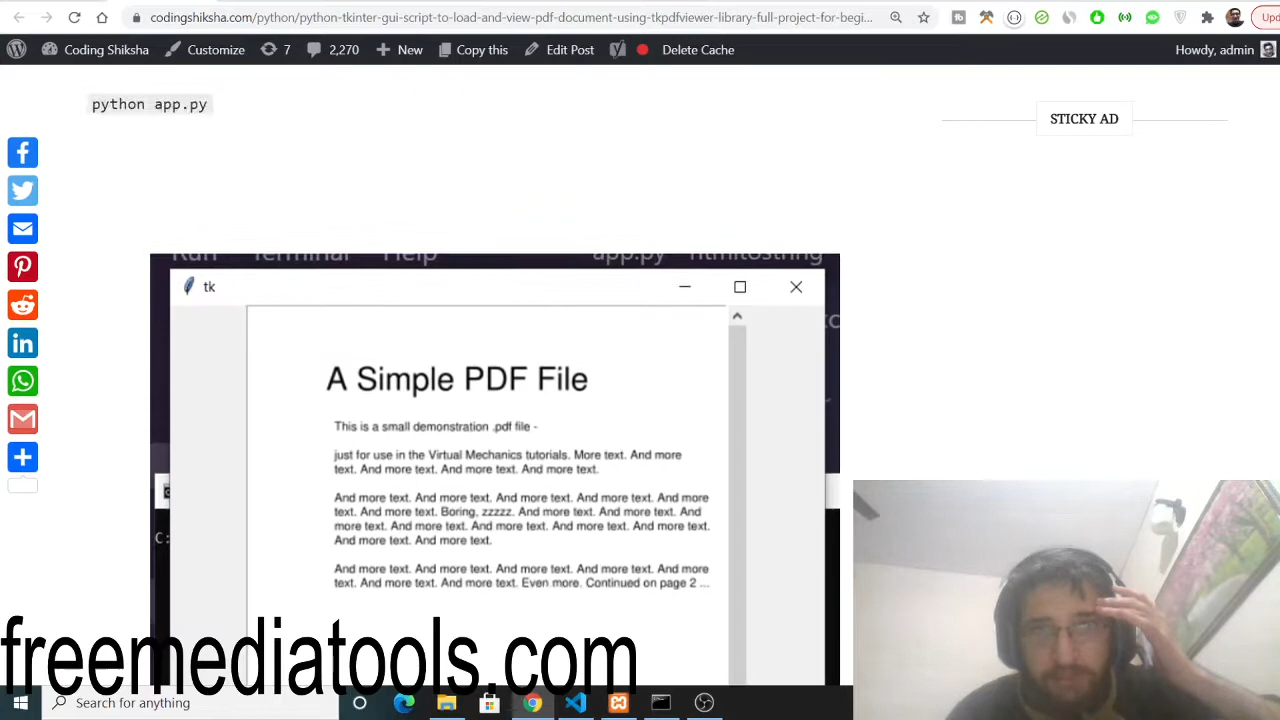 codingshiksha.com/python/python-tkinter-gui-script-to-load-and-view-pdf-document-using-tkpdfviewer-library-full-project-for-begi...
Upd
Coding Shiksha
Customize
7
2,270
New
Copy this
Edit Post
Delete Cache
Howdy, admin
python app.py
STICKY AD
Run Terminal Help app.py htmltostring
tk
A Simple PDF File
This is a small demonstration .pdf file -
just for use in the Virtual Mechanics tutorials. More text. And more
text. And more text. And more text. And more text.
And more text. And more text. And more text. And more text. And more
text. And more text. Boring, zzzzz. And more text. And more text. And
more text. And more text. And more text. And more text. And more text.
And more text. And more text.
And more text. And more text. And more text. And more text. And more
text. And more text. And more text. Even more. Continued on page 2 ...
C:
freemediatools.com
Search for anything